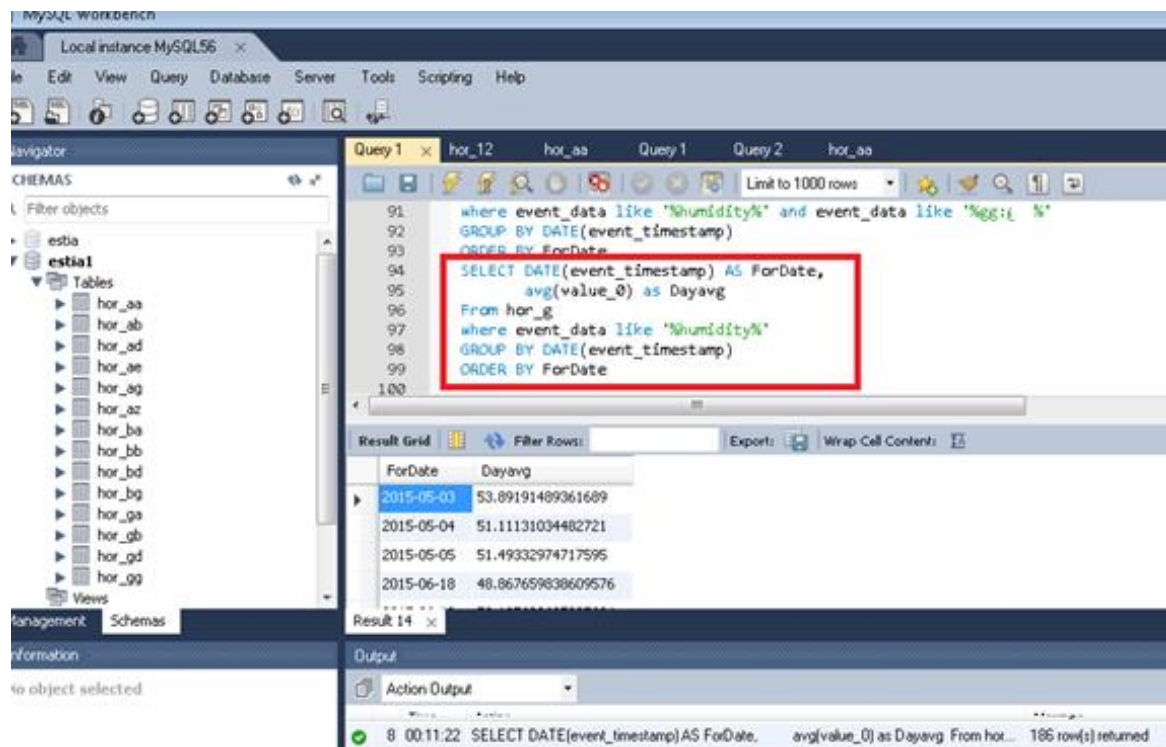 MySQL Workbench
Local instance MySQL56 ×
Edit View Query Database Server Tools Scripting Help
Navigator
SCHEMAS
Filter objects
estia
estia1
Tables
hor_aa
hor_ab
hor_ad
hor_ae
hor_ag
hor_az
hor_ba
hor_bb
hor_bd
hor_bg
hor_ga
hor_gb
hor_gd
hor_gg
Views
Management Schemas
Information
No object selected
Query 1 × hor_12 hor_aa Query 1 Query 2 hor_aa
Limit to 1000 rows
91 where event_data like '%humidity%' and event_data like '%gg:[ %'
92 GROUP BY DATE(event_timestamp)
93 ORDER BY ForDate
94 SELECT DATE(event_timestamp) AS ForDate,
95 avg(value_0) as Dayavg
96 From hor_g
97 where event_data like '%humidity%'
98 GROUP BY DATE(event_timestamp)
99 ORDER BY ForDate
100
Result Grid Filter Rows: Export: Wrap Cell Content:
ForDate Dayavg
2015-05-03 53.89191489361689
2015-05-04 51.11131034482721
2015-05-05 51.49332974717595
2015-06-18 48.867659838609576
Result 14 ×
Output
Action Output
8 00:11:22 SELECT DATE(event_timestamp) AS ForDate, avg(value_0) as Dayavg From hor... 186 row(s) returned